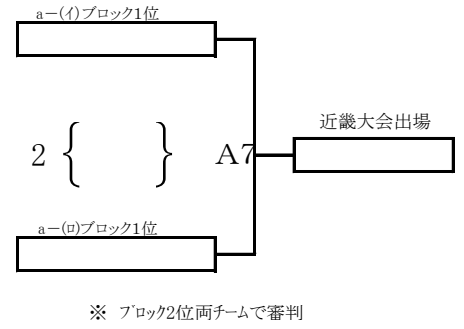 a－(ｲ)ブロック1位
近畿大会出場
2 { } A7
a－(ﾛ)ブロック1位
※ ﾌﾞﾛｯｸ2位両チームで審判